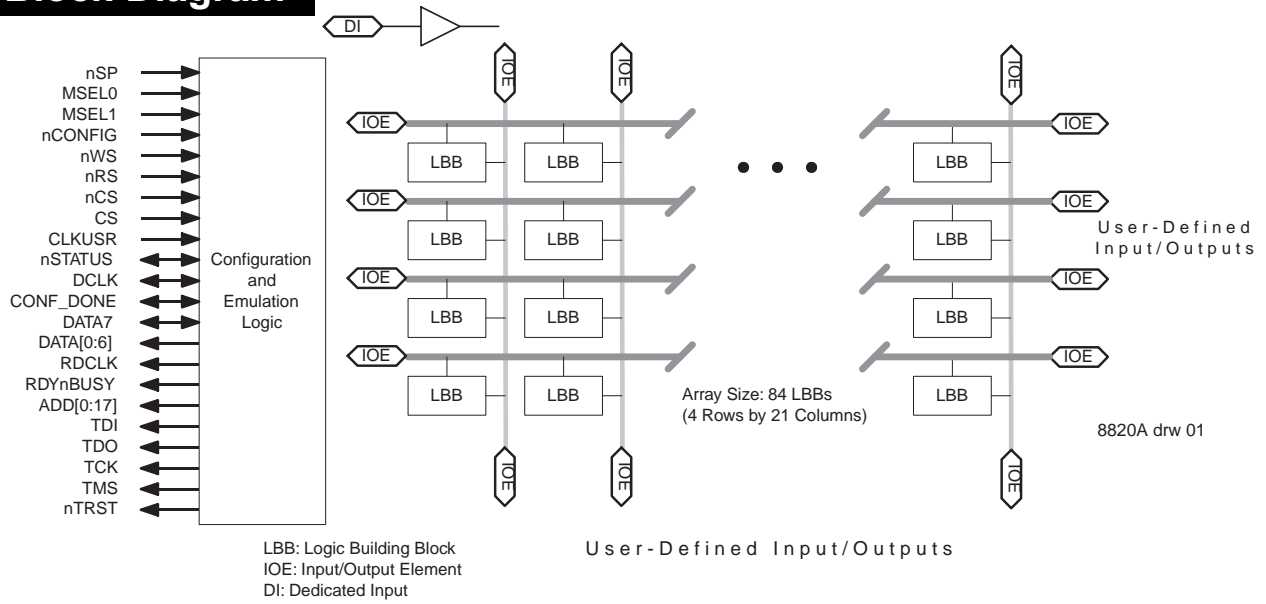 Block Diagram
DI
IOE
IOE
IOE
nSP
MSEL0
MSEL1
nCONFIG
nWS
nRS
nCS
CS
CLKUSR
nSTATUS
DCLK
CONF_DONE
DATA7
DATA[0:6]
RDCLK
RDYnBUSY
ADD[0:17]
TDI
TDO
TCK
TMS
nTRST
Configuration
and
Emulation
Logic
IOE
IOE
LBB
LBB
LBB
IOE
IOE
LBB
LBB
LBB
User-Defined
Input/Outputs
IOE
IOE
LBB
LBB
LBB
IOE
IOE
LBB
LBB
LBB
Array Size: 84 LBBs
(4 Rows by 21 Columns)
8820A drw 01
IOE
IOE
IOE
User-Defined Input/Outputs
LBB: Logic Building Block
IOE: Input/Output Element
DI: Dedicated Input